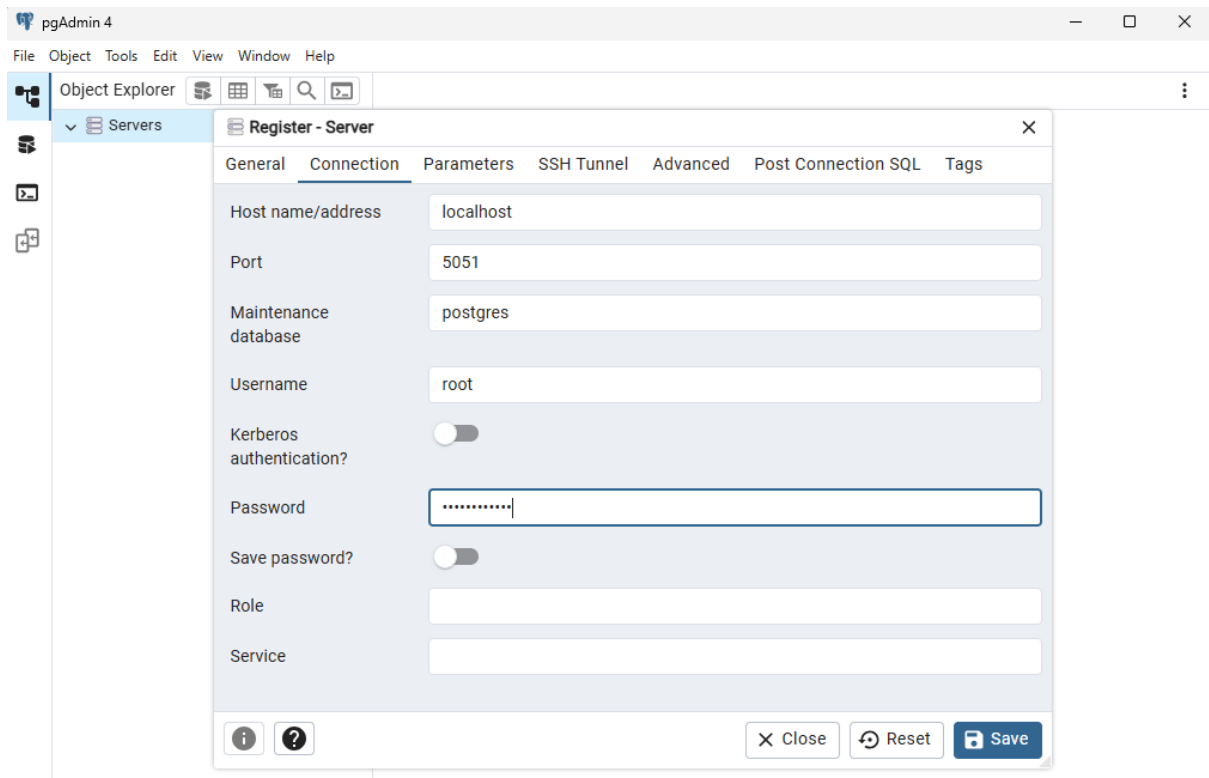 pgAdmin 4
File Object Tools Edit View Window Help
Object Explorer
Servers
Register - Server
General Connection Parameters SSH Tunnel Advanced Post Connection SQL Tags
Host name/address localhost
Port 5051
Maintenance
database
postgres
Username root
Kerberos
authentication?
Password ••••••••••••
Save password?
Role
Service
Close Reset Save